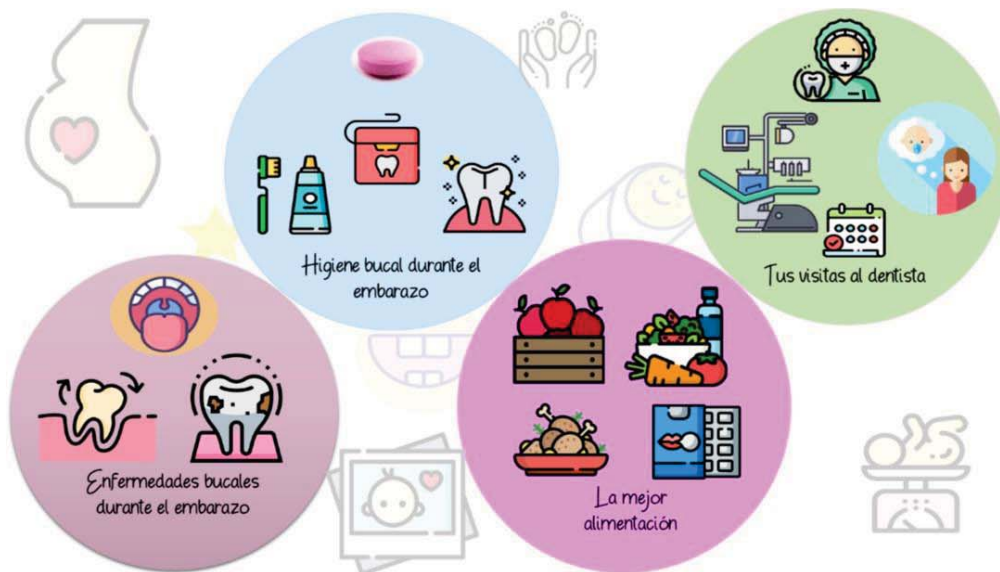 Higiene bucal durante el
embarazo
Tus visitas al dentista
Enfermedades bucales
durante el embarazo
La mejor
alimentación